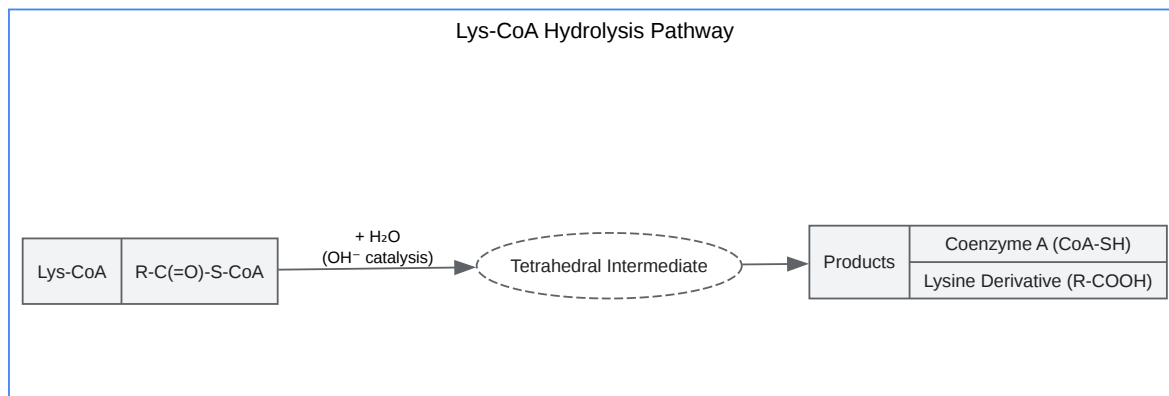 Lys-CoA Hydrolysis Pathway
Lys-CoA
R-C(=O)-S-CoA
+ H₂O
(OH⁻ catalysis)
Tetrahedral Intermediate
Products
Coenzyme A (CoA-SH)
Lysine Derivative (R-COOH)